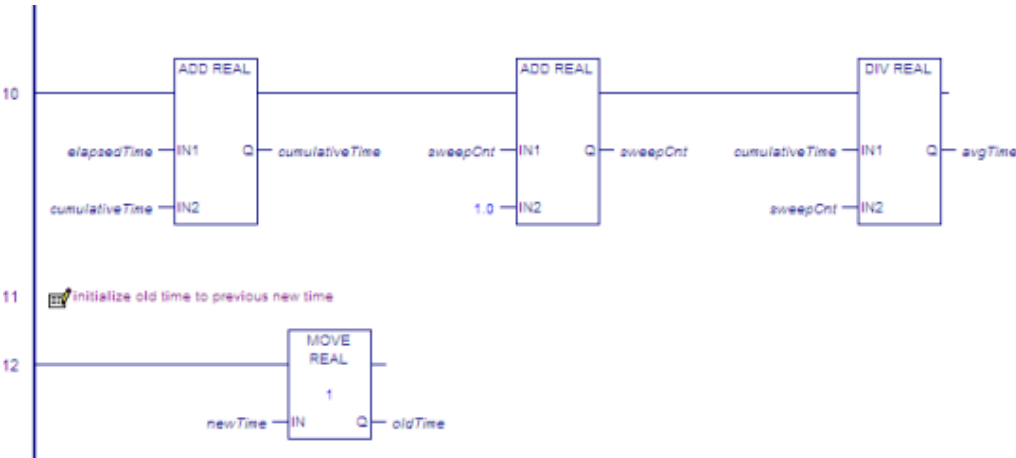 ADD REAL ADD REAL DIV REAL
10
elapsedTime IN1 Q cumulativeTime sweepCnt IN1 Q sweepCnt cumulativeTime IN1 Q avgTime
cumulativeTime IN2 1.0 IN2 sweepCnt IN2
11 initialize old time to previous new time
MOVE
REAL
12
1
newTime IN Q oldTime